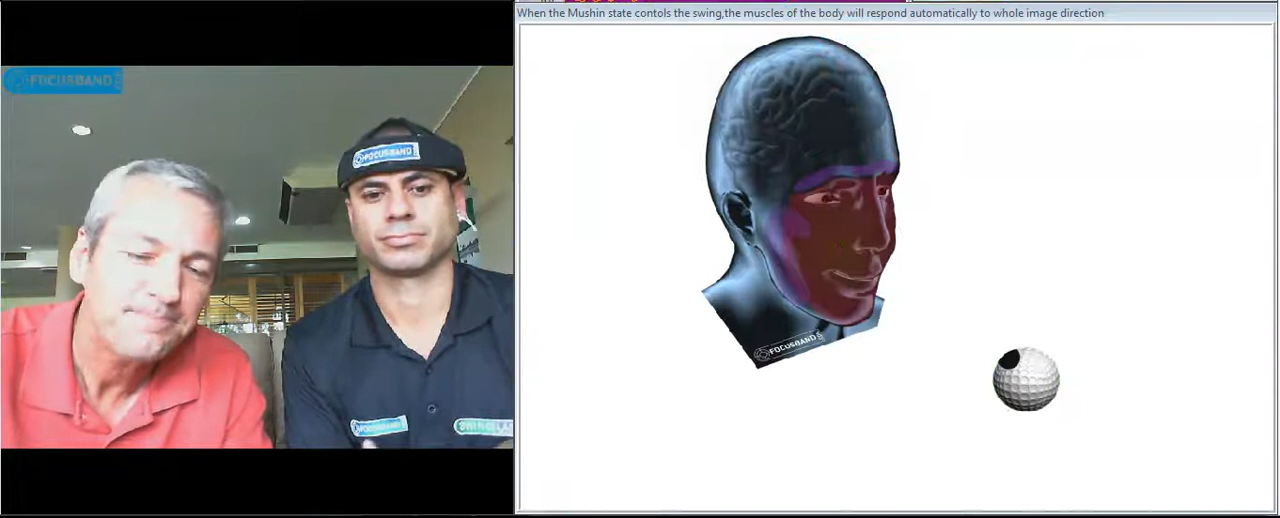 When the Mushin state contols the swing,the muscles of the body will respond automatically to whole image direction
FOCUSBAND
FOCUSBAND
FOCUSBAND
FOCUSBAND